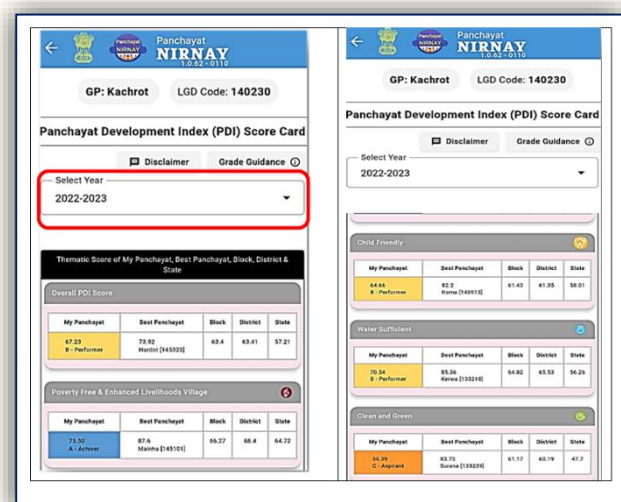 Panchayat
NIRNAY
1.0.62 - 0110
GP: Kachrot LGD Code: 140230
Panchayat Development Index (PDI) Score Card
Disclaimer Grade Guidance
Select Year
2022-2023
Thematic Score of My Panchayat, Best Panchayat, Block, District &
State
Overall PDI Score
My Panchayat Best Panchayat Block District State
67.23 73.92 63.4 63.41 57.21
B - Performer Hardot [145323]
Poverty Free & Enhanced Livelihoods Village
My Panchayat Best Panchayat Block District State
75.50 87.6 66.27 68.4 64.72
A - Achiver Mainha [145101]
Panchayat
NIRNAY
1.0.62 - 0110
GP: Kachrot LGD Code: 140230
Panchayat Development Index (PDI) Score Card
Disclaimer Grade Guidance
Select Year
2022-2023
Child Friendly
My Panchayat Best Panchayat Block District State
64.66 92.2 61.43 61.35 58.01
B - Performer [146913]
Water Sufficient
My Panchayat Best Panchayat Block District State
70.54 85.36 64.82 65.53 56.26
B - Performer Kerwa [133218]
Clean and Green
My Panchayat Best Panchayat Block District State
56.39 83.73 61.17 60.19 47.7
C - Aspirant Surana [133239]